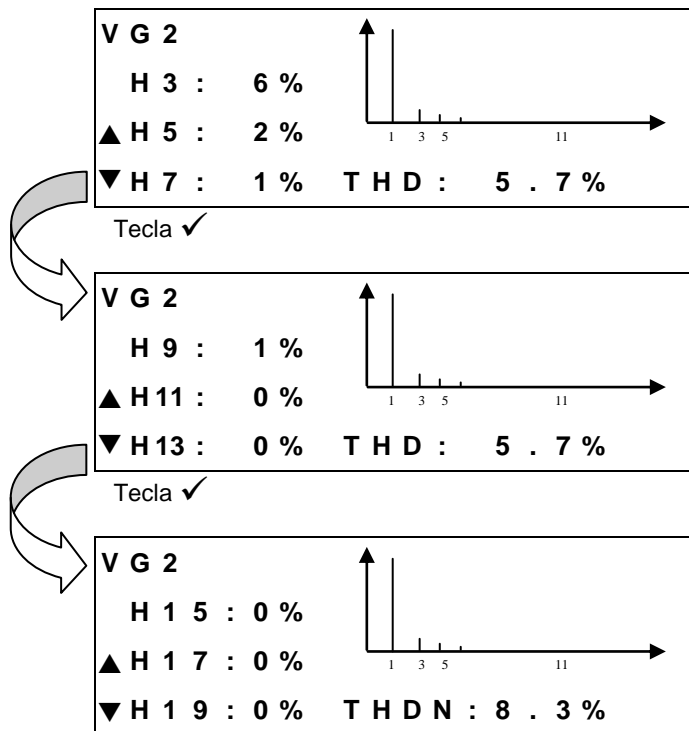 VG2
H3: 6%
▲ H5: 2%
1 3 5 11
▼ H7: 1% THD: 5.7%
Tecla ✓
VG2
H9: 1%
▲ H11: 0%
1 3 5 11
▼ H13: 0% THD: 5.7%
Tecla ✓
VG2
H15:0%
▲ H17:0%
1 3 5 11
▼ H19:0% THDN:8.3%